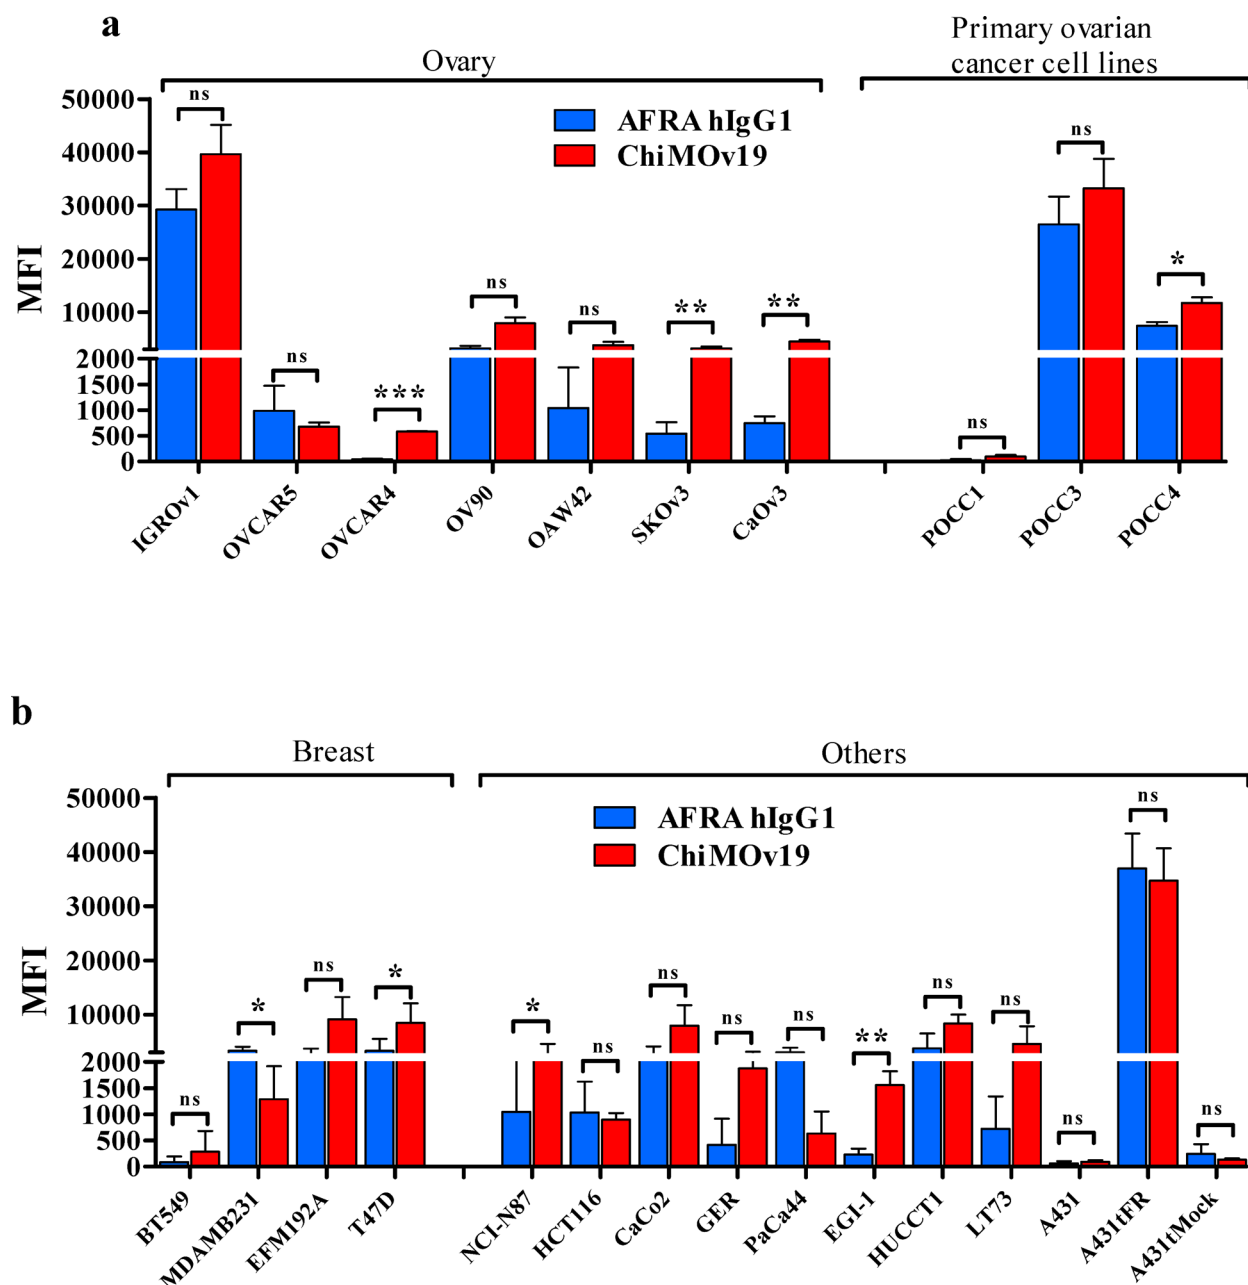 a
Ovary
Primary ovarian
cancer cell lines
AFRA hIgG1
ChiMOv19
MFI
50000
40000
30000
20000
10000
2000
1500
1000
500
0
ns
ns
***
ns
ns
**
**
ns
ns
*
IGROv1
OVCAR5
OVCAR4
OV90
OAW42
SKOv3
CaOv3
POCC1
POCC3
POCC4
b
Breast
Others
AFRA hIgG1
ChiMOv19
MFI
50000
40000
30000
20000
10000
2000
1500
1000
500
0
ns
*
ns
*
*
ns
ns
ns
ns
**
ns
ns
ns
ns
ns
BT549
MDAMB231
EFM192A
T47D
NCI-N87
HCT116
CaCo2
GER
PaCa44
EGI-1
HUCCT1
LT73
A431
A431tFR
A431tMock